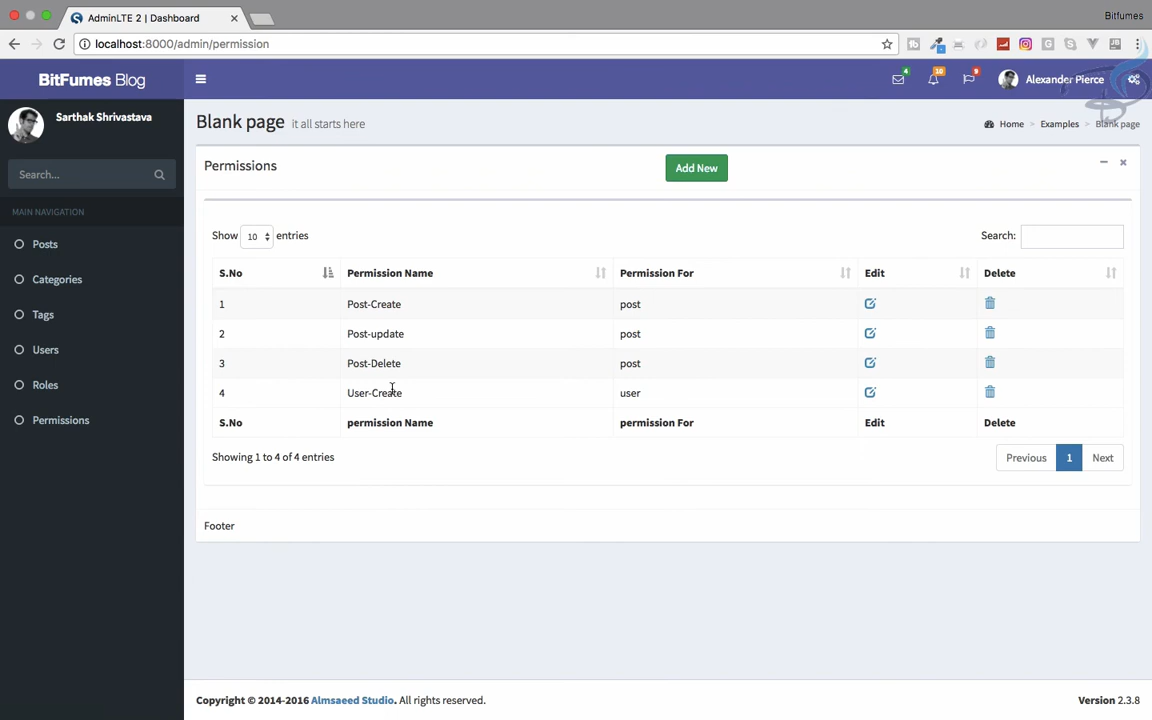 AdminLTE 2 | Dashboard
Bitfumes
localhost:8000/admin/permission
BitFumes Blog
4
10
9
Alexander Pierce
Sarthak Shrivastava
Search...
MAIN NAVIGATION
Posts
Categories
Tags
Users
Roles
Permissions
Blank page it all starts here
Home > Examples > Blank page
Permissions
Add New
Show 10 entries
Search:
S.No Permission Name Permission For Edit Delete
1 Post-Create post
2 Post-update post
3 Post-Delete post
4 User-Create user
S.No permission Name permission For Edit Delete
Showing 1 to 4 of 4 entries
Previous 1 Next
Footer
Copyright © 2014-2016 Almsaeed Studio. All rights reserved.
Version 2.3.8